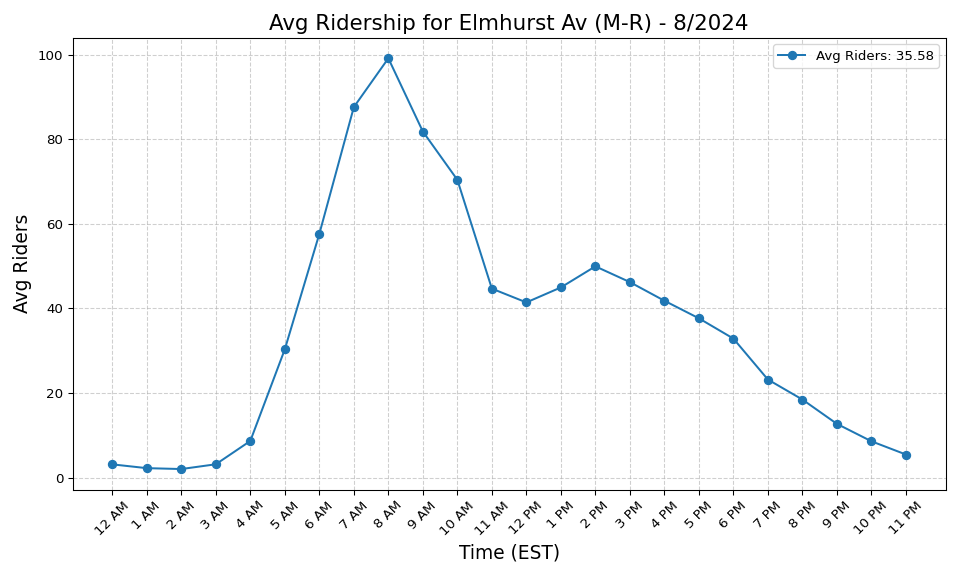 Avg Ridership for Elmhurst Av (M-R) - 8/2024
Avg Riders: 35.58
Avg Riders
100
80
60
40
20
0
12 AM
1 AM
2 AM
3 AM
4 AM
5 AM
6 AM
7 AM
8 AM
9 AM
10 AM
11 AM
12 PM
1 PM
2 PM
3 PM
4 PM
5 PM
6 PM
7 PM
8 PM
9 PM
10 PM
11 PM
Time (EST)